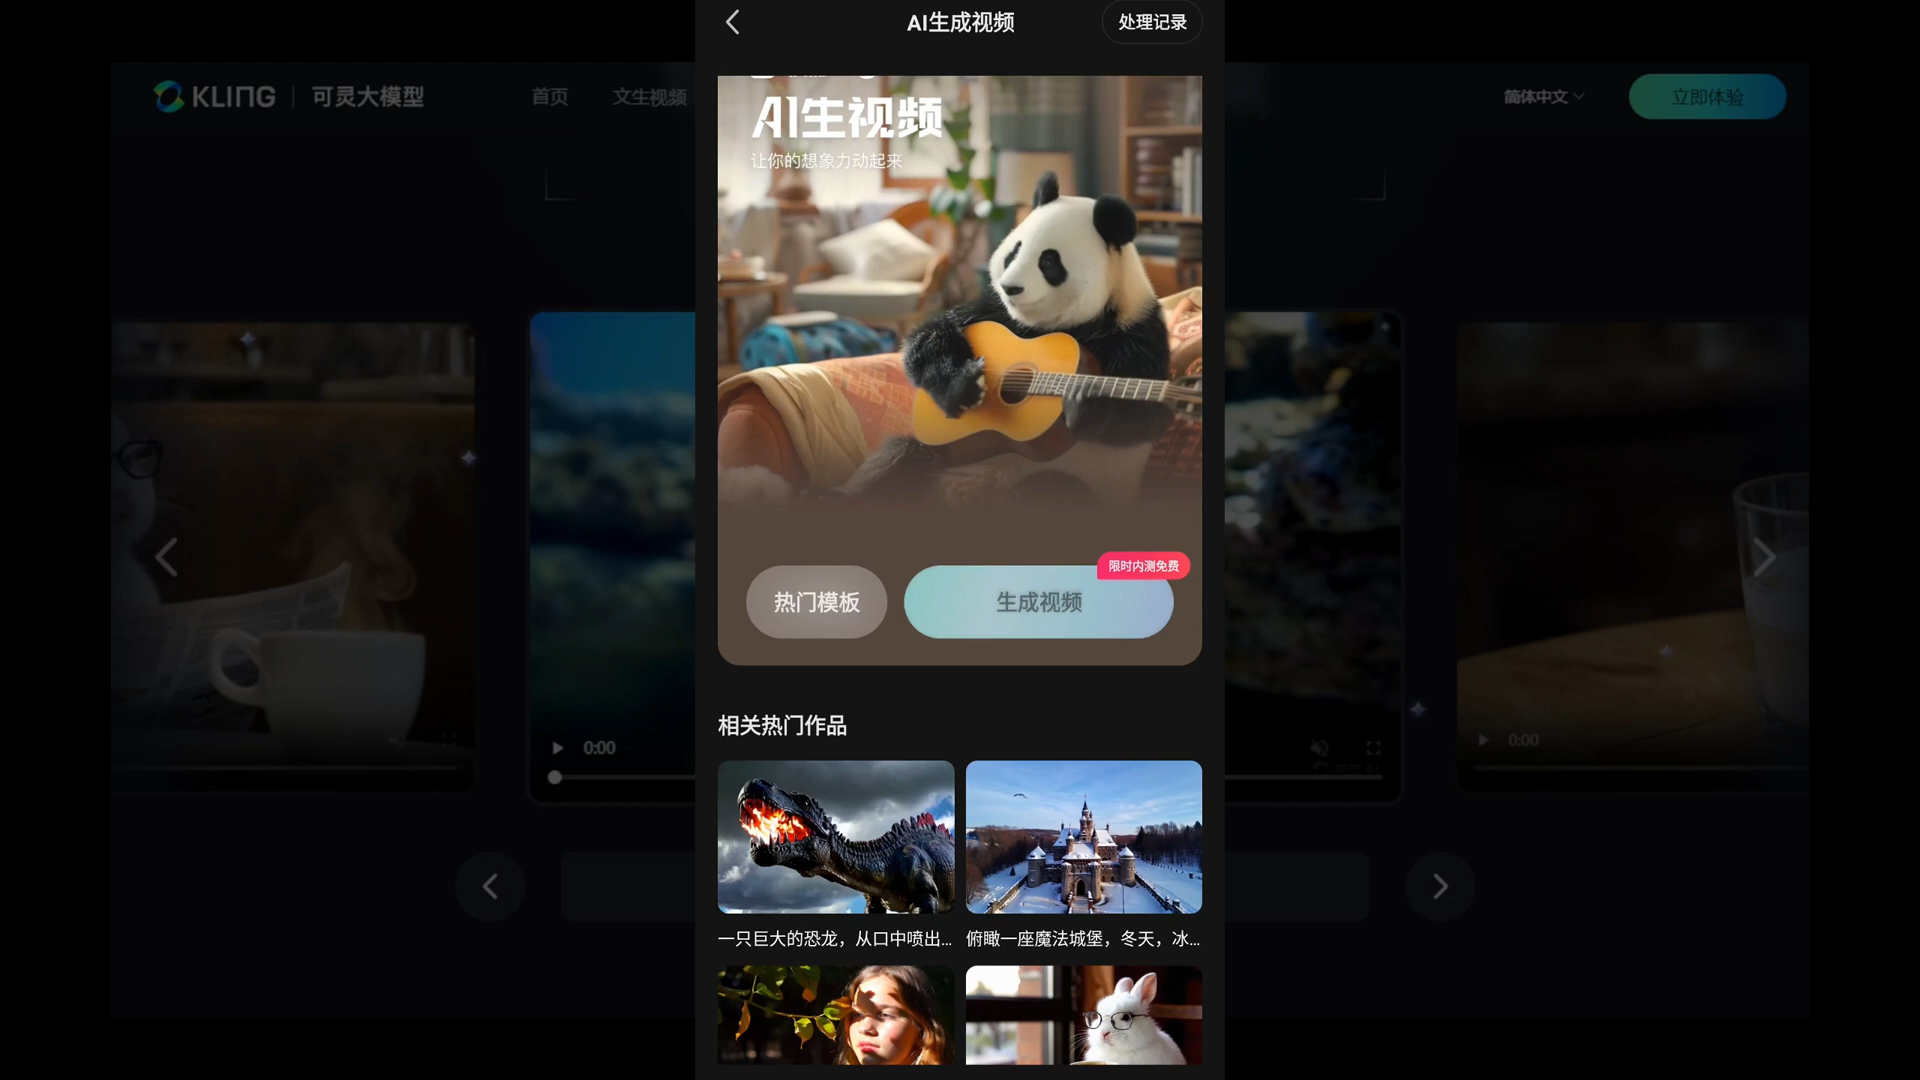 AI生成视频
处理记录
KLING 可灵大模型
首页
文生视频
简体中文
立即体验
AI生视频
让你的想象力动起来
限时内测免费
热门模板
生成视频
相关热门作品
0:00
0:00
一只巨大的恐龙，从口中喷出...
俯瞰一座魔法城堡，冬天，冰...